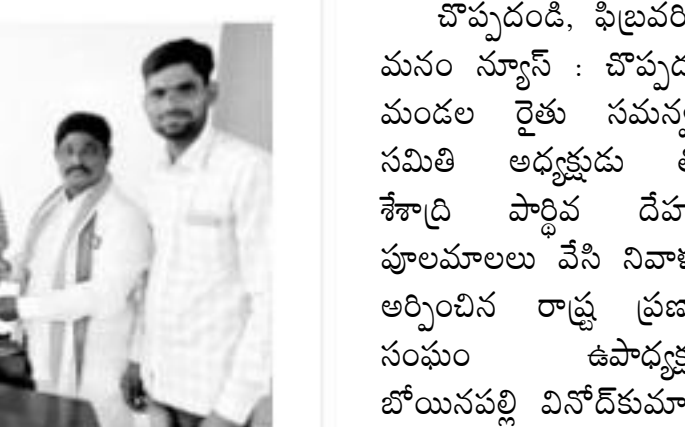 చొప్పదండి, ఫిబ్రవరి
మనం న్యూస్ : చొప్పద
మండల రైతు సమన్వ
సమితి అధ్యక్షుడు
శేశాద్రి పార్థివ దేహ
పూలమాలలు వేసి నివాళ
అర్పించిన రాష్ట్ర ప్రణ
సంఘం ఉపాధ్యక్ష
బోయినపల్లి వినోద్‌కుమా